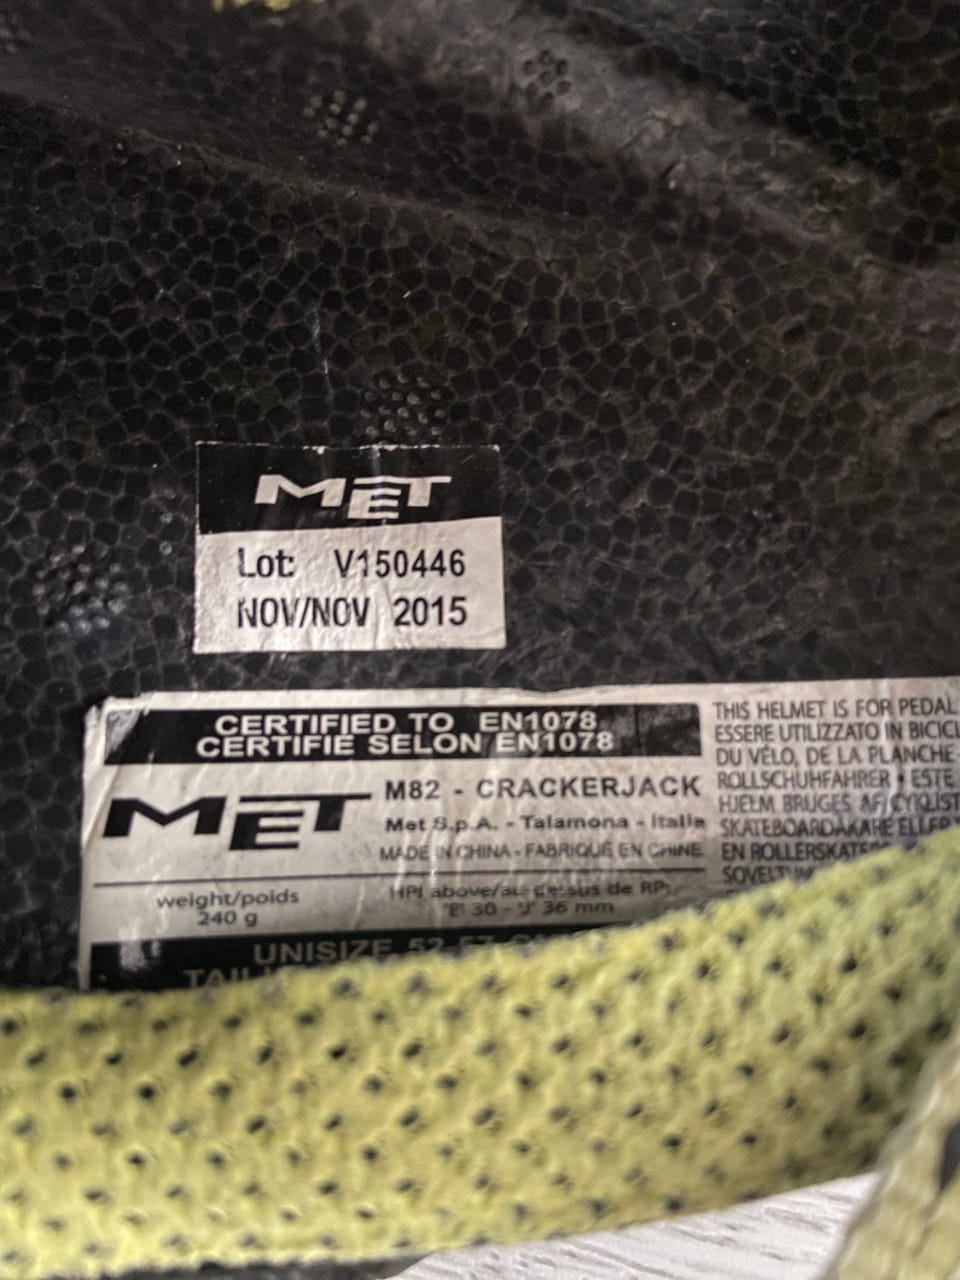 MET
Lot: V150446
NOV/NOV 2015
CERTIFIED TO EN1078
CERTIFIE SELON EN1078
MET
M82 - CRACKERJACK
Met S.p.A. - Talamona - Italia
MADE IN CHINA - FABRIQUÉ EN CHINE
weight/poids
240 g
HPI above/au-dessus de RP:
'E' 30 - 'J' 36 mm
UNISIZE 52-57
THIS HELMET IS FOR PEDAL
ESSERE UTILIZZATO IN BICICL
DU VÉLO, DE LA PLANCHE
ROLLSCHUHFAHRER • ESTE
HJELM BRUGES AF CYKLIST
SKATEBOARDÅKARE ELLER
EN ROLLERSKATE